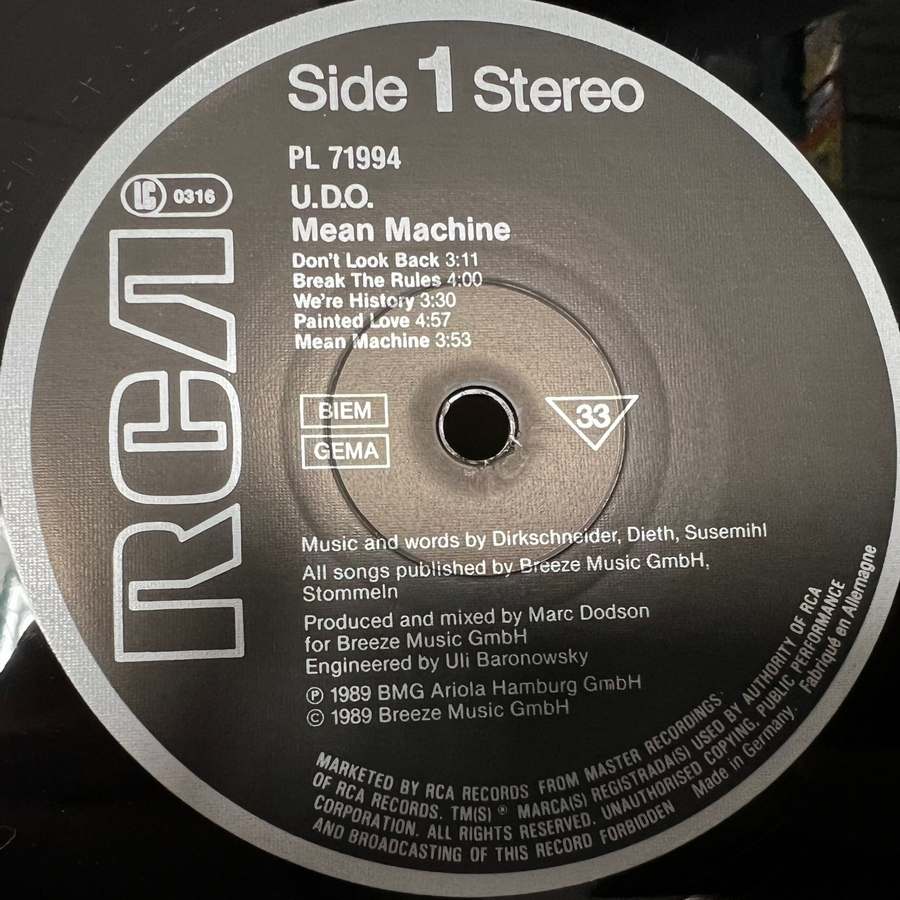 Side 1 Stereo
PL 71994
LC 0316
U.D.O.
Mean Machine
Don't Look Back 3:11
Break The Rules 4:00
We're History 3:30
Painted Love 4:57
Mean Machine 3:53
RCA
BIEM
GEMA
33
Music and words by Dirkschneider, Dieth, Susemihl
All songs published by Breeze Music GmbH,
Stommeln
Produced and mixed by Marc Dodson
for Breeze Music GmbH
Engineered by Uli Baronowsky
℗ 1989 BMG Ariola Hamburg GmbH
© 1989 Breeze Music GmbH
MARKETED BY RCA RECORDS FROM MASTER RECORDINGS
OF RCA RECORDS. TM(S) ® MARCA(S) REGISTRADA(S) USED BY AUTHORITY OF RCA
CORPORATION. ALL RIGHTS RESERVED. UNAUTHORISED COPYING, PUBLIC PERFORMANCE
AND BROADCASTING OF THIS RECORD FORBIDDEN Made in Germany. Fabriqué en Allemagne